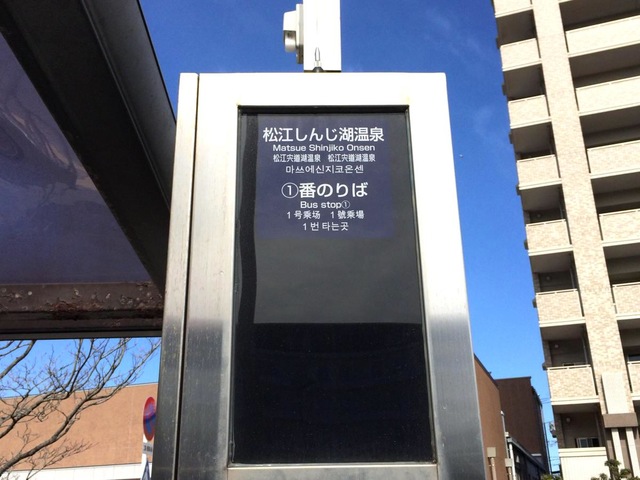 松江しんじ湖温泉
Matsue Shinjiko Onsen
松江宍道湖温泉 松江宍道湖温泉
마쓰에신지코온센
①番のりば
Bus stop①
1号乘场 1號乘場
1번 타는곳